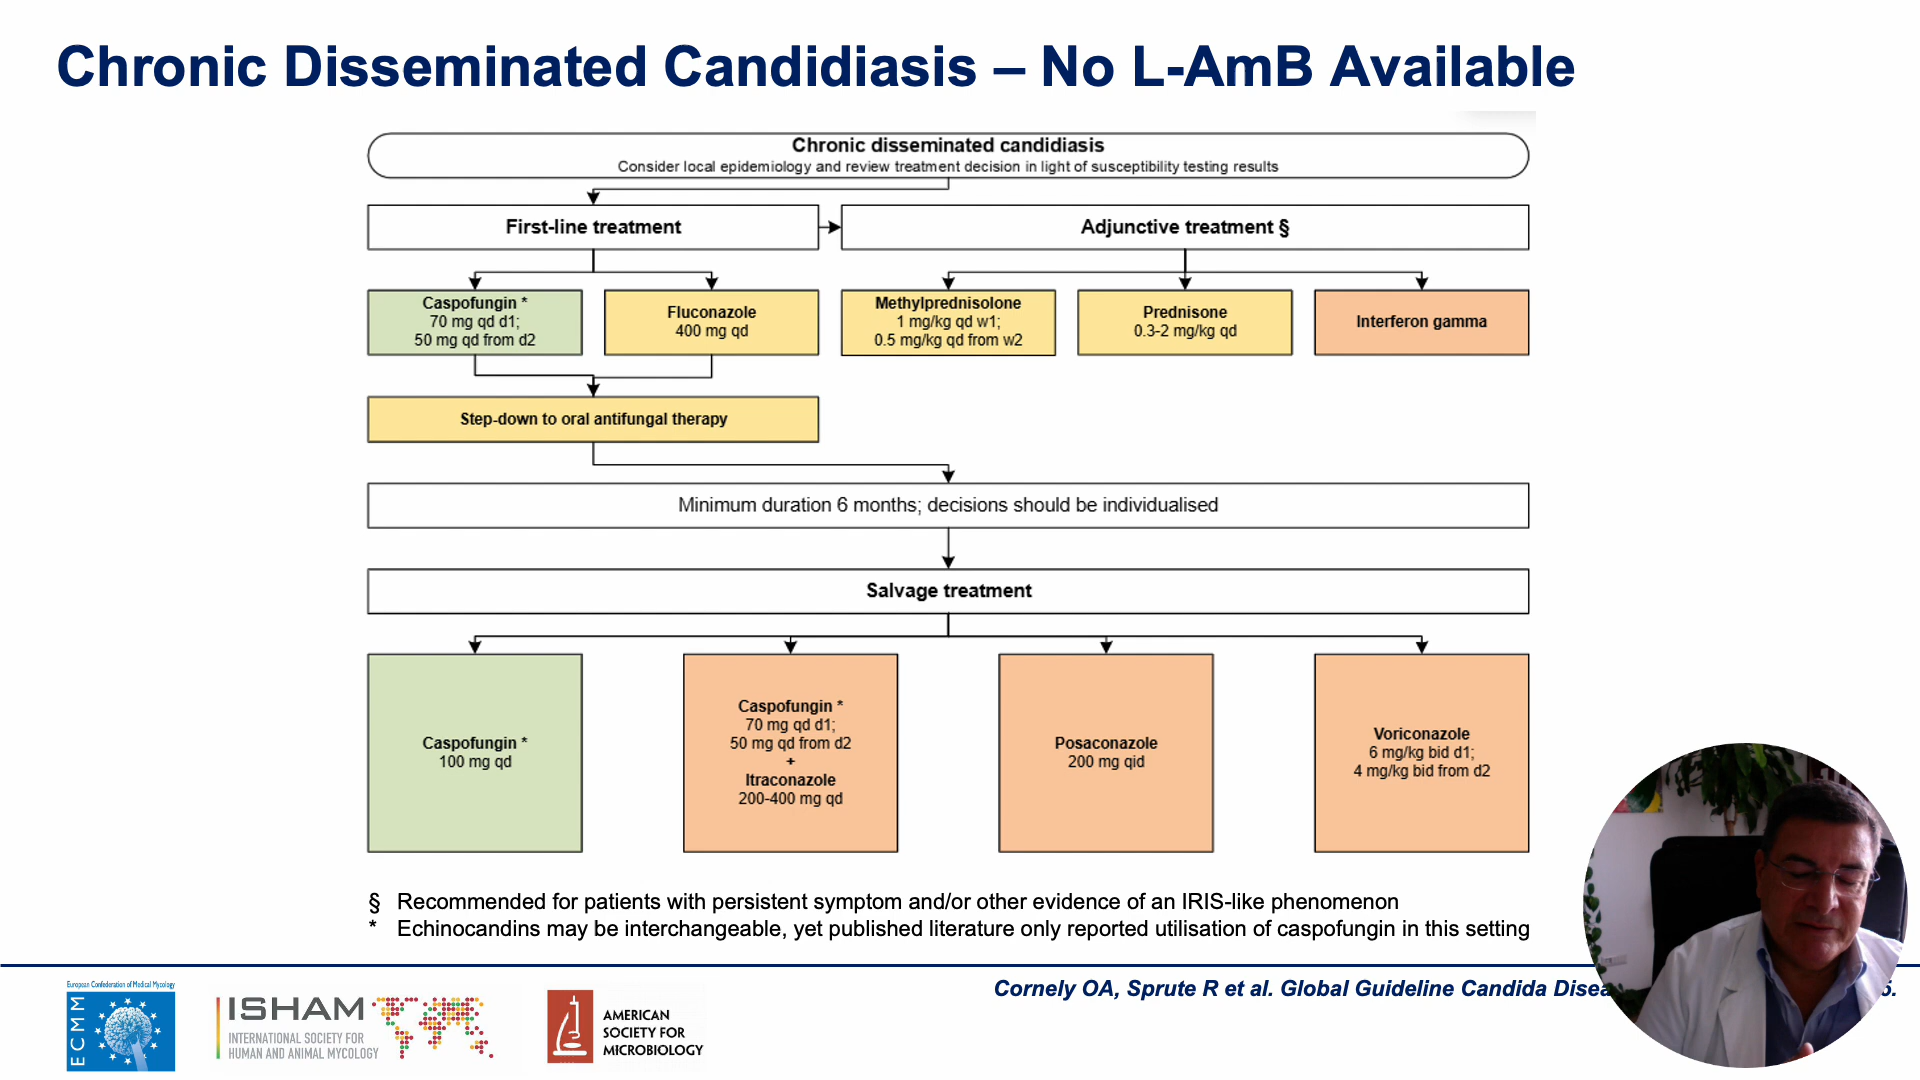 Chronic Disseminated Candidiasis – No L-AmB Available
Chronic disseminated candidiasis
Consider local epidemiology and review treatment decision in light of susceptibility testing results
First-line treatment
Adjunctive treatment §
Caspofungin *
70 mg qd d1;
50 mg qd from d2
Fluconazole
400 mg qd
Methylprednisolone
1 mg/kg qd w1;
0.5 mg/kg qd from w2
Prednisone
0.3-2 mg/kg qd
Interferon gamma
Step-down to oral antifungal therapy
Minimum duration 6 months; decisions should be individualised
Salvage treatment
Caspofungin *
100 mg qd
Caspofungin *
70 mg qd d1;
50 mg qd from d2
+
Itraconazole
200-400 mg qd
Posaconazole
200 mg qid
Voriconazole
6 mg/kg bid d1;
4 mg/kg bid from d2
§ Recommended for patients with persistent symptom and/or other evidence of an IRIS-like phenomenon
* Echinocandins may be interchangeable, yet published literature only reported utilisation of caspofungin in this setting
Cornely OA, Sprute R et al. Global Guideline Candida
European Confederation of Medical Mycology
ECMM
ISHAM
INTERNATIONAL SOCIETY FOR
HUMAN AND ANIMAL MYCOLOGY
AMERICAN
SOCIETY FOR
MICROBIOLOGY